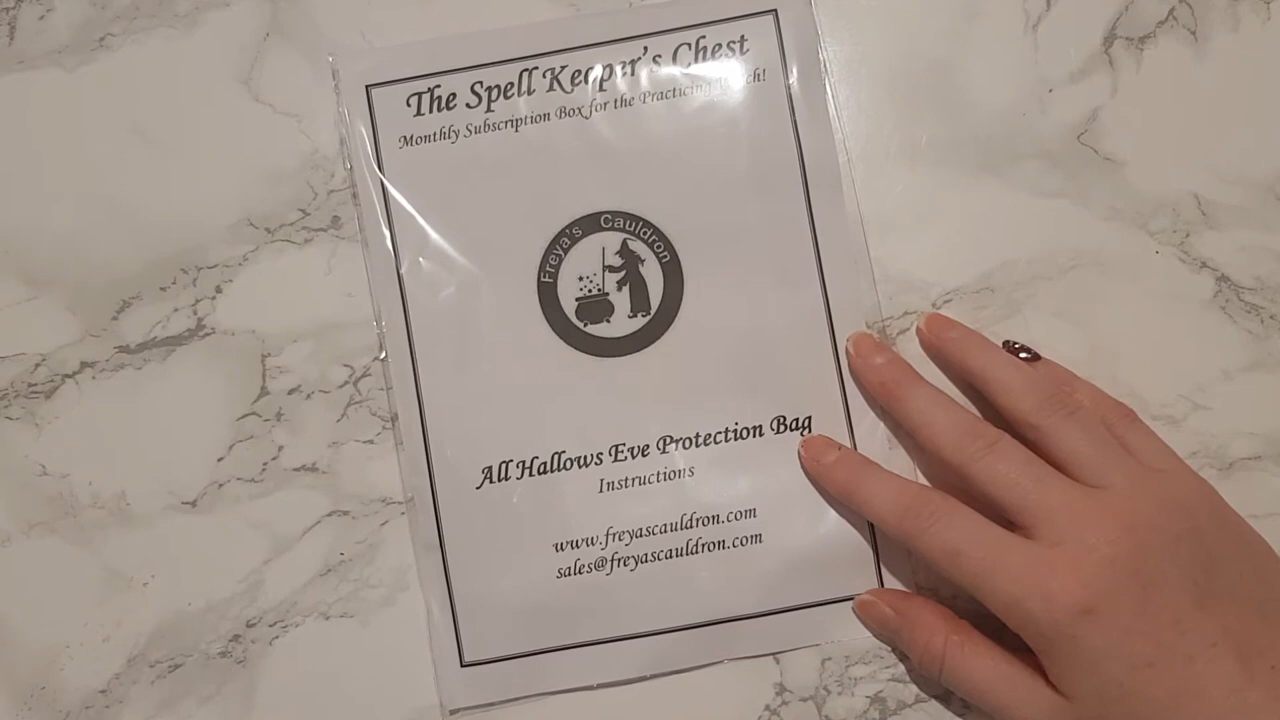 The Spell Keeper's Chest
Monthly Subscription Box for the Practicing
Freya's Cauldron
All Hallows Eve Protection Bag
Instructions
www.freyascauldron.com
sales@freyascauldron.com